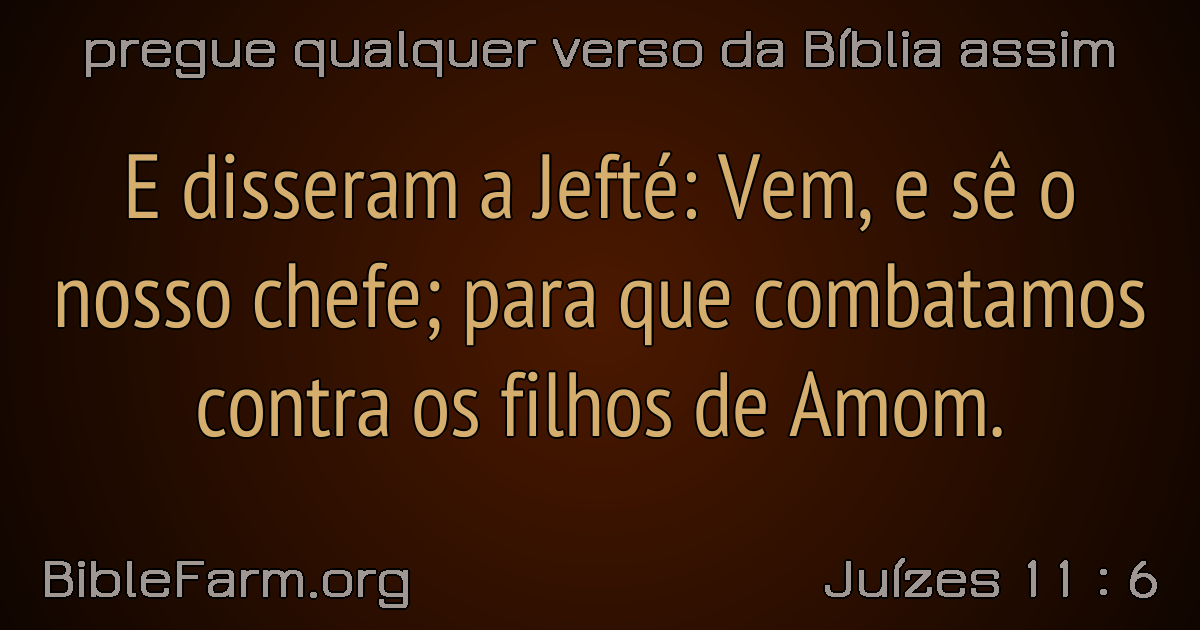 pregue qualquer verso da Bíblia assim
E disseram a Jefté: Vem, e sê o
nosso chefe; para que combatamos
contra os filhos de Amom.
BibleFarm.org
Juízes 11 : 6